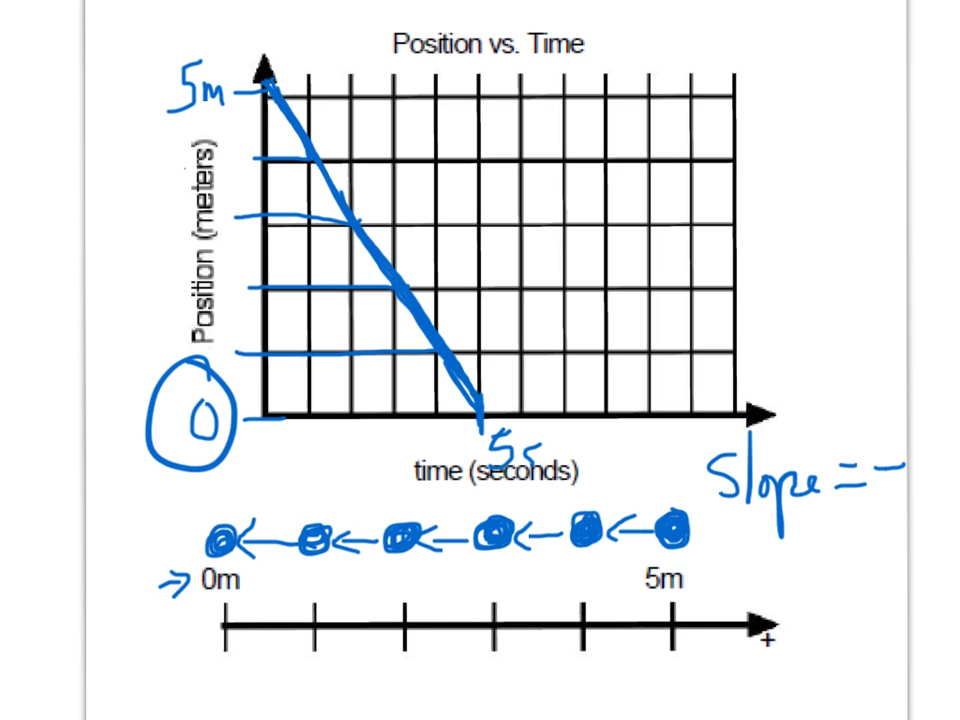 Position vs. Time
5m
Position (meters)
0
5s
time (seconds)
Slope = -
0m
5m
+